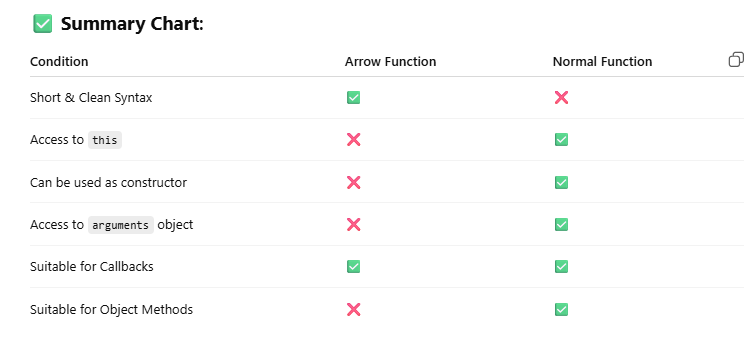 ✅ Summary Chart:
Condition Arrow Function Normal Function
Short & Clean Syntax ✅ ❌
Access to this ❌ ✅
Can be used as constructor ❌ ✅
Access to arguments object ❌ ✅
Suitable for Callbacks ✅ ✅
Suitable for Object Methods ❌ ✅